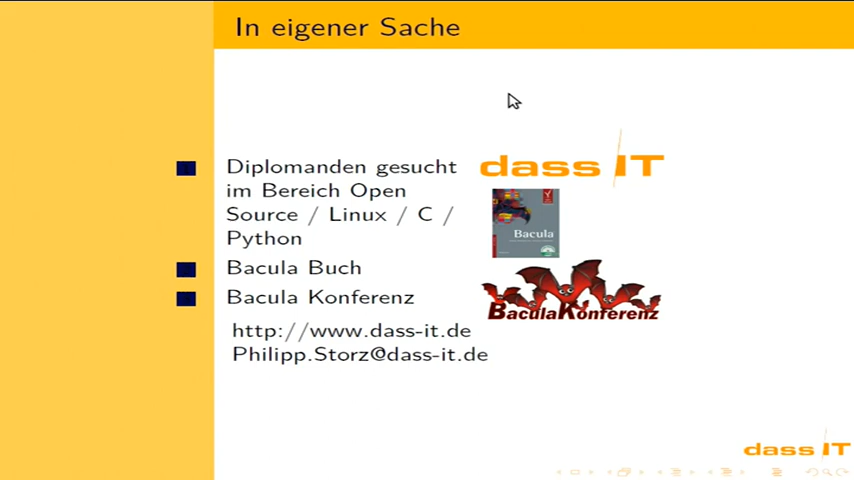 In eigener Sache
Diplomanden gesucht
im Bereich Open
Source / Linux / C /
Python
Bacula Buch
Bacula Konferenz
http://www.dass-it.de
Philipp.Storz@dass-it.de
dass IT
Bacula
BaculaKonferenz
dass IT